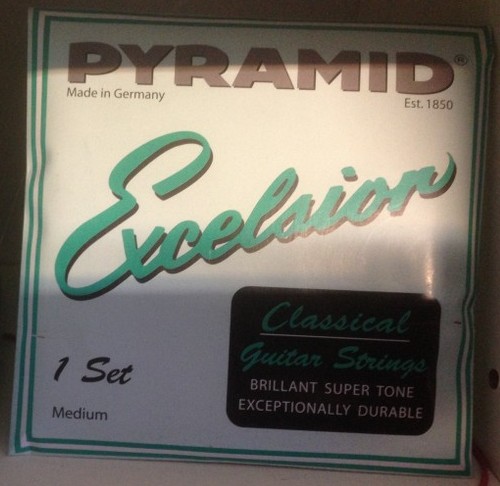 PYRAMID®
Made in Germany
Est. 1850
Excelsior
Classical
Guitar Strings
BRILLANT SUPER TONE
EXCEPTIONALLY DURABLE
1 Set
Medium